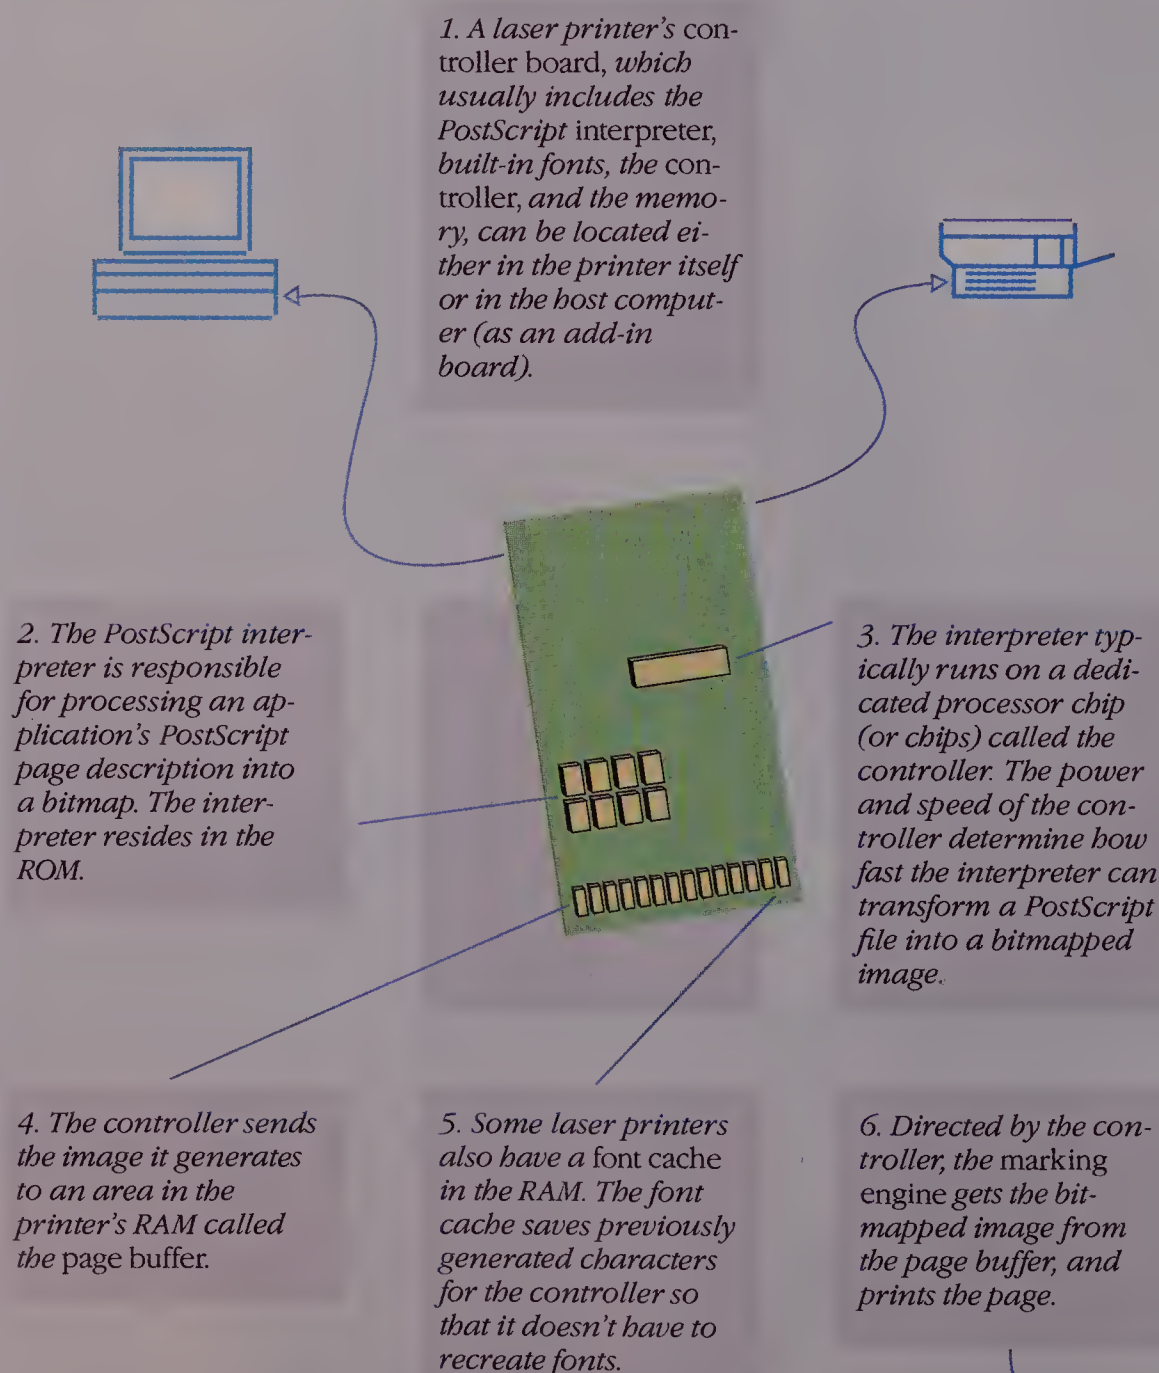 1. A laser printer's con-
troller board, which
usually includes the
PostScript interpreter,
built-in fonts, the con-
troller, and the memo-
ry, can be located ei-
ther in the printer itself
or in the host comput-
er (as an add-in
board).
2. The PostScript inter-
preter is responsible
for processing an ap-
plication's PostScript
page description into
a bitmap. The inter-
preter resides in the
ROM.
3. The interpreter typ-
ically runs on a dedi-
cated processor chip
(or chips) called the
controller. The power
and speed of the con-
troller determine how
fast the interpreter can
transform a PostScript
file into a bitmapped
image.
4. The controller sends
the image it generates
to an area in the
printer's RAM called
the page buffer.
5. Some laser printers
also have a font cache
in the RAM. The font
cache saves previously
generated characters
for the controller so
that it doesn't have to
recreate fonts.
6. Directed by the con-
troller, the marking
engine gets the bit-
mapped image from
the page buffer, and
prints the page.